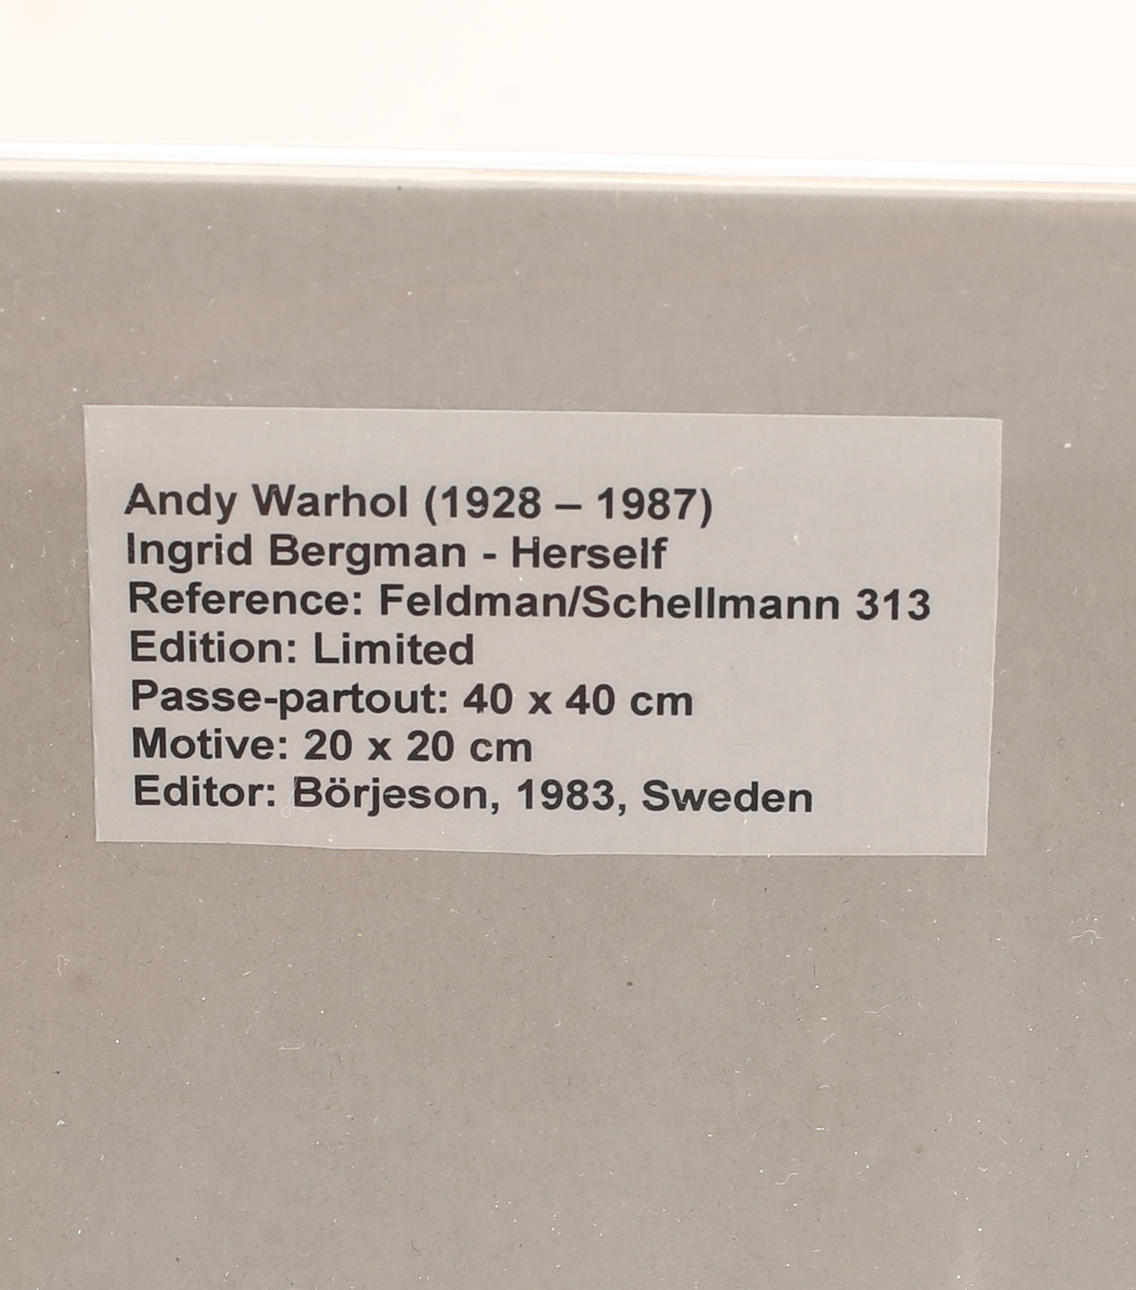 Andy Warhol (1928 – 1987)
Ingrid Bergman - Herself
Reference: Feldman/Schellmann 313
Edition: Limited
Passe-partout: 40 x 40 cm
Motive: 20 x 20 cm
Editor: Börjeson, 1983, Sweden